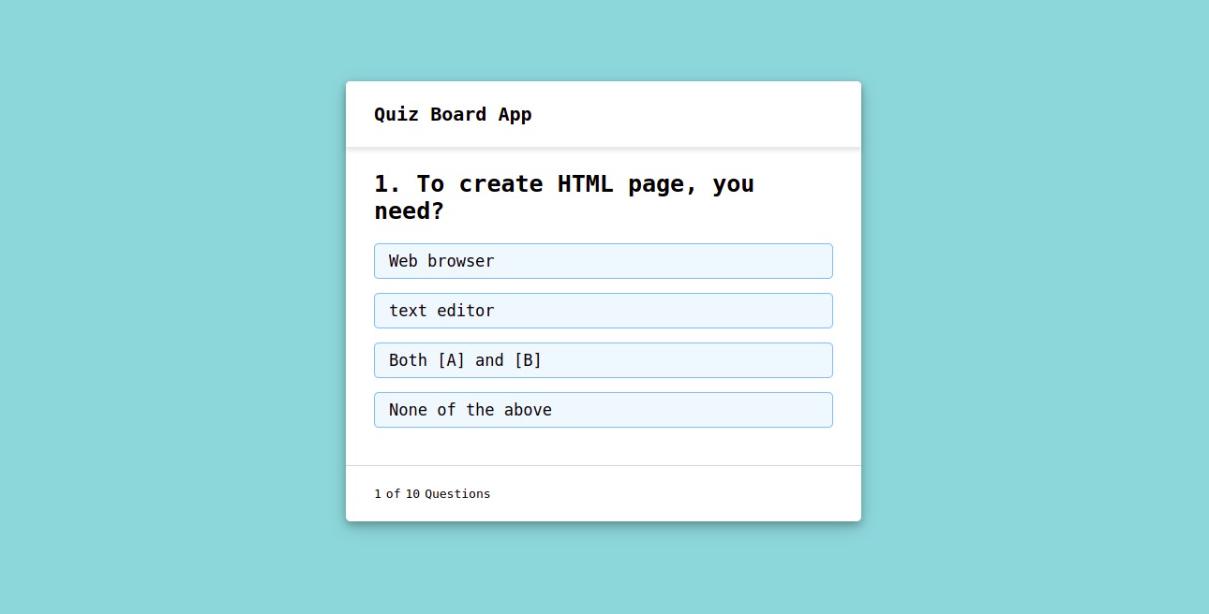 Quiz Board App
1. To create HTML page, you
need?
Web browser
text editor
Both [A] and [B]
None of the above
1 of 10 Questions